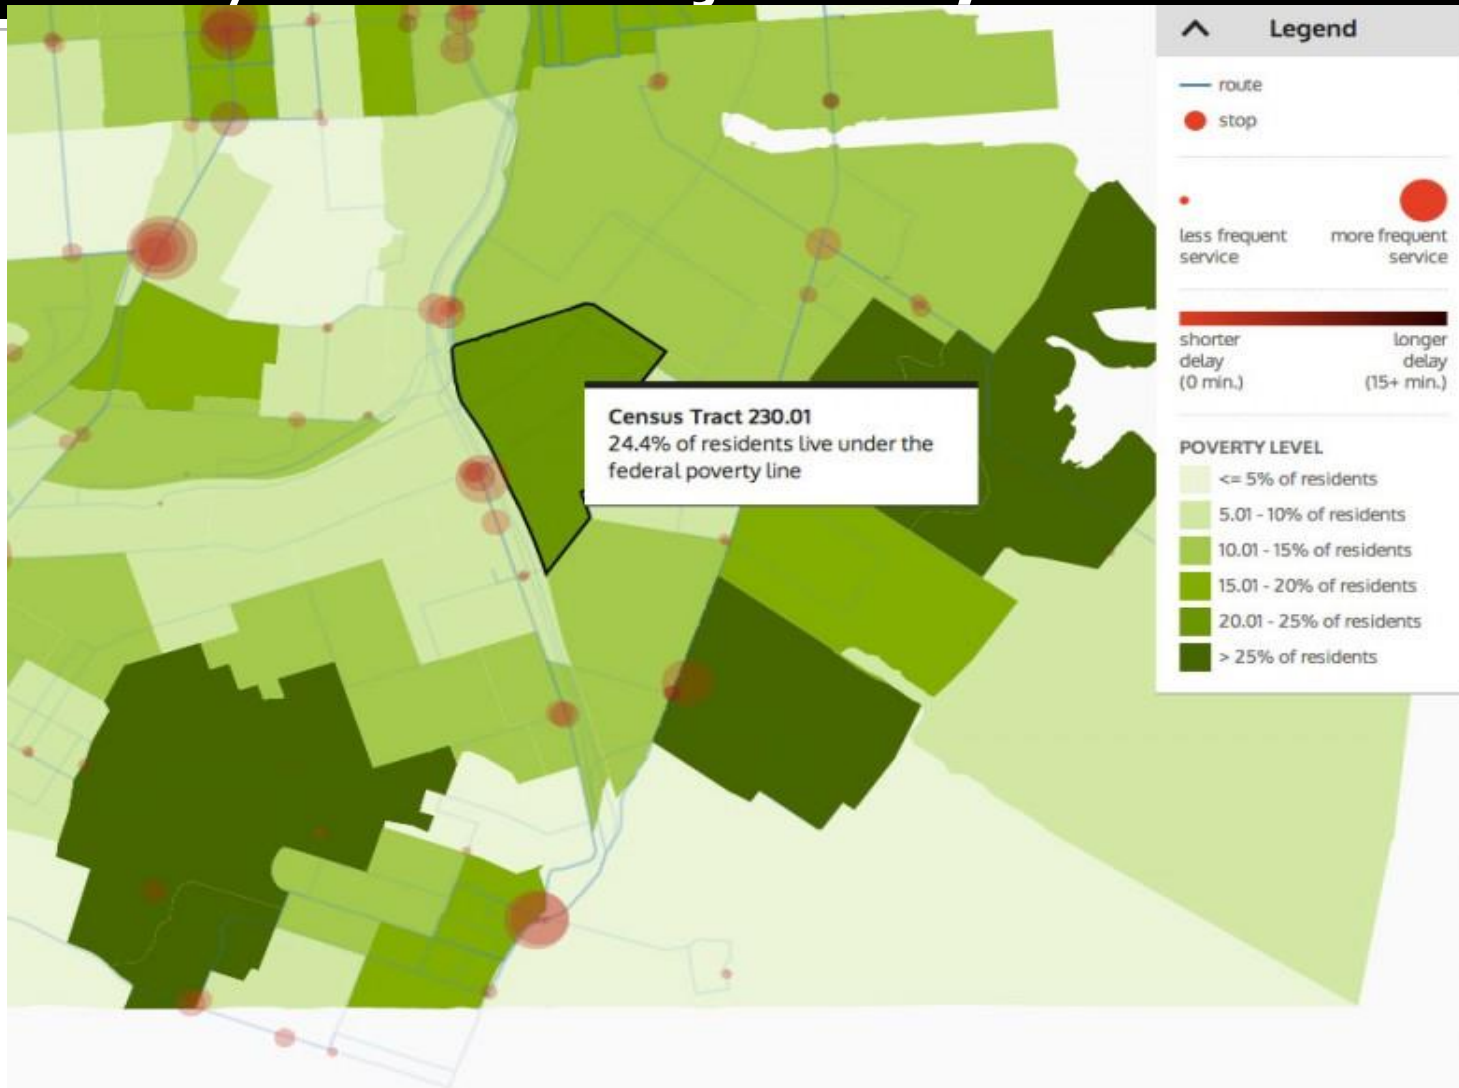 Legend
route
stop
less frequent
service
more frequent
service
shorter
delay
(0 min.)
longer
delay
(15+ min.)
POVERTY LEVEL
<= 5% of residents
5.01 - 10% of residents
10.01 - 15% of residents
15.01 - 20% of residents
20.01 - 25% of residents
> 25% of residents
Census Tract 230.01
24.4% of residents live under the
federal poverty line